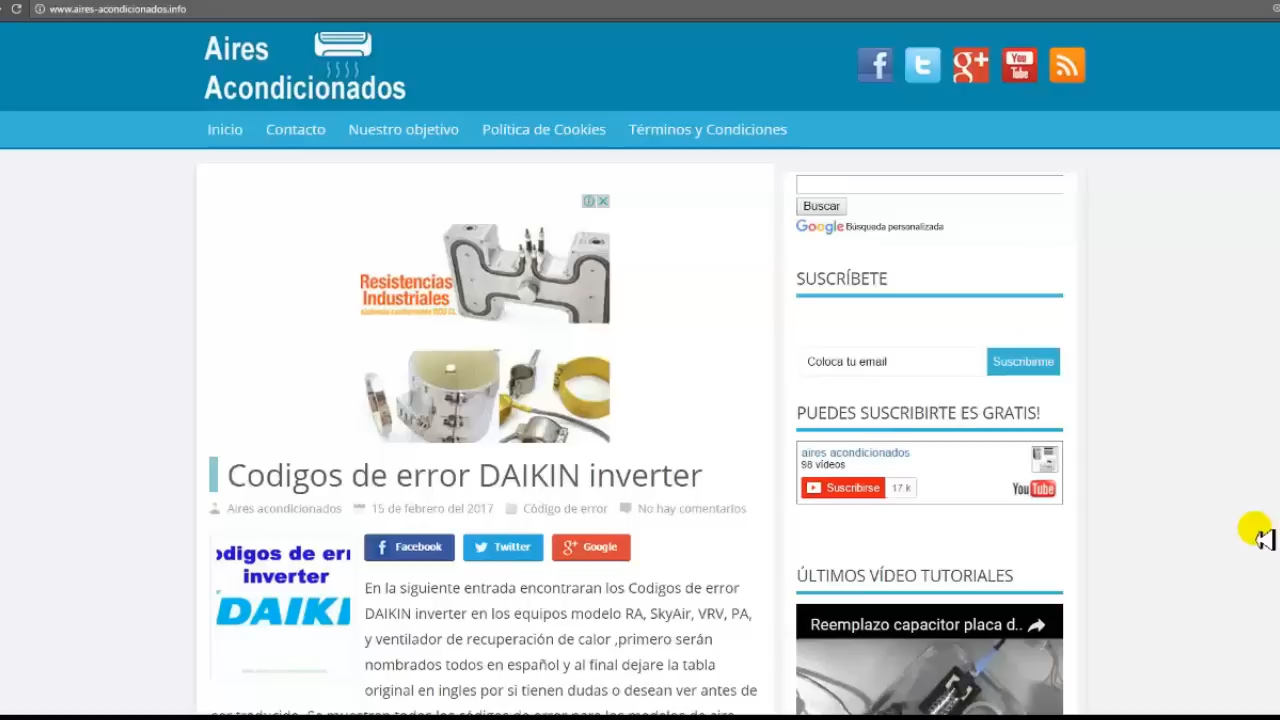 www.aires-acondicionados.info
Aires
Acondicionados
Inicio
Contacto
Nuestro objetivo
Política de Cookies
Términos y Condiciones
Resistencias
Industriales
Codigos de error DAIKIN inverter
Aires acondicionados
15 de febrero del 2017
Código de error
No hay comentarios
odigos de err
inverter
DAIKI
Facebook
Twitter
g+ Google
En la siguiente entrada encontraran los Codigos de error
DAIKIN inverter en los equipos modelo RA, SkyAir, VRV, PA,
y ventilador de recuperación de calor ,primero serán
nombrados todos en español y al final dejare la tabla
original en ingles por si tienen dudas o desean ver antes de
Buscar
Google Búsqueda personalizada
SUSCRÍBETE
Coloca tu email
Suscribirme
PUEDES SUSCRIBIRTE ES GRATIS!
aires acondicionados
98 vídeos
Suscribirse
17 k
YouTube
ÚLTIMOS VÍDEO TUTORIALES
Reemplazo capacitor placa d..